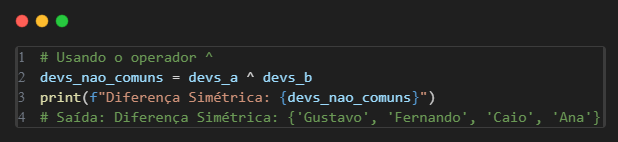 1 # Usando o operador ^
2 devs_nao_comuns = devs_a ^ devs_b
3 print(f"Diferença Simétrica: {devs_nao_comuns}")
4 # Saída: Diferença Simétrica: {'Gustavo', 'Fernando', 'Caio', 'Ana'}